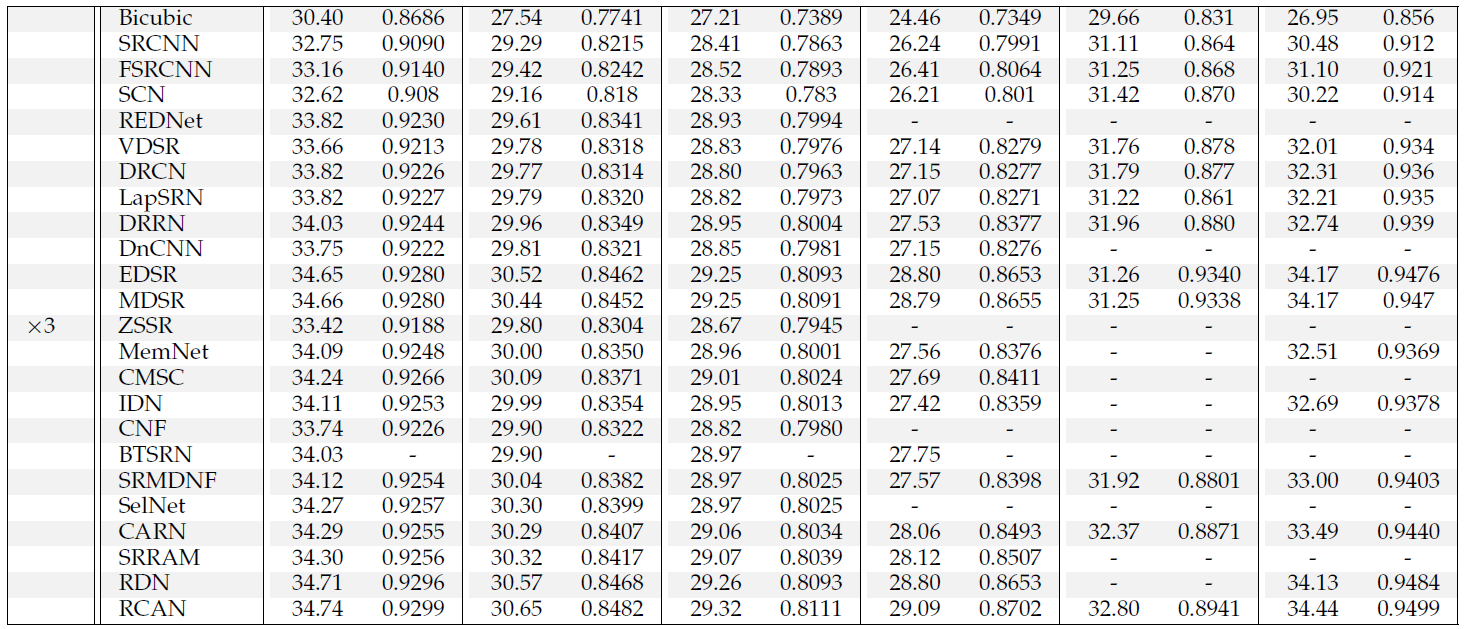 Bicubic 30.40 0.8686 27.54 0.7741 27.21 0.7389 24.46 0.7349 29.66 0.831 26.95 0.856
SRCNN 32.75 0.9090 29.29 0.8215 28.41 0.7863 26.24 0.7991 31.11 0.864 30.48 0.912
FSRCNN 33.16 0.9140 29.42 0.8242 28.52 0.7893 26.41 0.8064 31.25 0.868 31.10 0.921
SCN 32.62 0.908 29.16 0.818 28.33 0.783 26.21 0.801 31.42 0.870 30.22 0.914
REDNet 33.82 0.9230 29.61 0.8341 28.93 0.7994 - - - - - -
VDSR 33.66 0.9213 29.78 0.8318 28.83 0.7976 27.14 0.8279 31.76 0.878 32.01 0.934
DRCN 33.82 0.9226 29.77 0.8314 28.80 0.7963 27.15 0.8277 31.79 0.877 32.31 0.936
LapSRN 33.82 0.9227 29.79 0.8320 28.82 0.7973 27.07 0.8271 31.22 0.861 32.21 0.935
DRRN 34.03 0.9244 29.96 0.8349 28.95 0.8004 27.53 0.8377 31.96 0.880 32.74 0.939
DnCNN 33.75 0.9222 29.81 0.8321 28.85 0.7981 27.15 0.8276 - - - -
EDSR 34.65 0.9280 30.52 0.8462 29.25 0.8093 28.80 0.8653 31.26 0.9340 34.17 0.9476
MDSR 34.66 0.9280 30.44 0.8452 29.25 0.8091 28.79 0.8655 31.25 0.9338 34.17 0.947
×3 ZSSR 33.42 0.9188 29.80 0.8304 28.67 0.7945 - - - - - -
MemNet 34.09 0.9248 30.00 0.8350 28.96 0.8001 27.56 0.8376 - - 32.51 0.9369
CMSC 34.24 0.9266 30.09 0.8371 29.01 0.8024 27.69 0.8411 - - - -
IDN 34.11 0.9253 29.99 0.8354 28.95 0.8013 27.42 0.8359 - - 32.69 0.9378
CNF 33.74 0.9226 29.90 0.8322 28.82 0.7980 - - - - - -
BTSRN 34.03 - 29.90 - 28.97 - 27.75 - - - - -
SRMDNF 34.12 0.9254 30.04 0.8382 28.97 0.8025 27.57 0.8398 31.92 0.8801 33.00 0.9403
SelNet 34.27 0.9257 30.30 0.8399 28.97 0.8025 - - - - - -
CARN 34.29 0.9255 30.29 0.8407 29.06 0.8034 28.06 0.8493 32.37 0.8871 33.49 0.9440
SRRAM 34.30 0.9256 30.32 0.8417 29.07 0.8039 28.12 0.8507 - - - -
RDN 34.71 0.9296 30.57 0.8468 29.26 0.8093 28.80 0.8653 - - 34.13 0.9484
RCAN 34.74 0.9299 30.65 0.8482 29.32 0.8111 29.09 0.8702 32.80 0.8941 34.44 0.9499